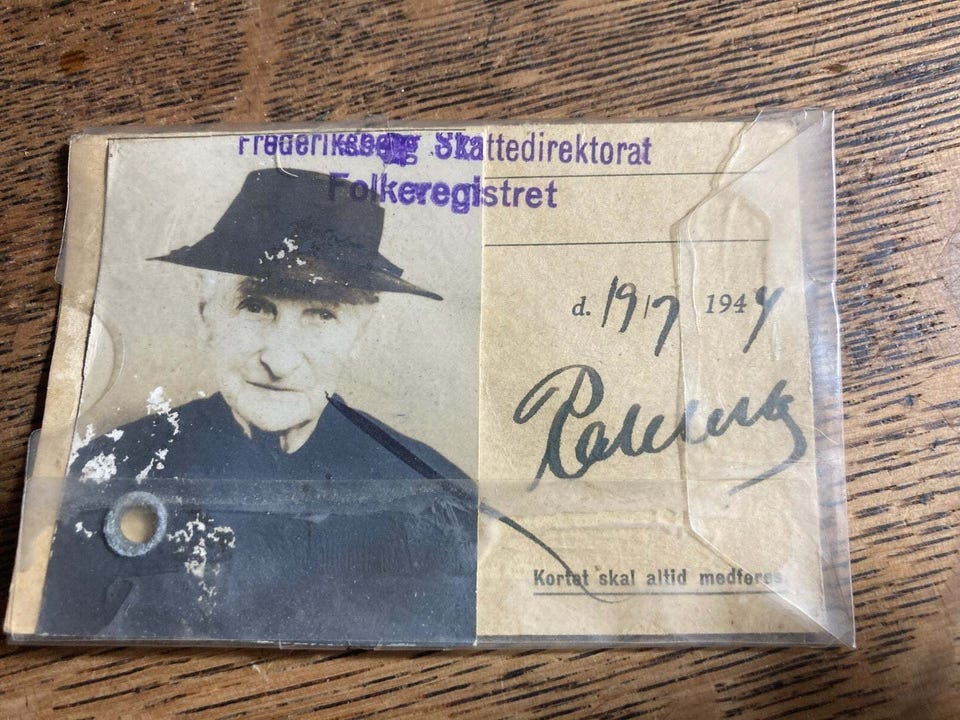 Frederiksberg Skattedirektorat
Folkeregistret
d. 19/7 1944
Kortet skal altid medføres.